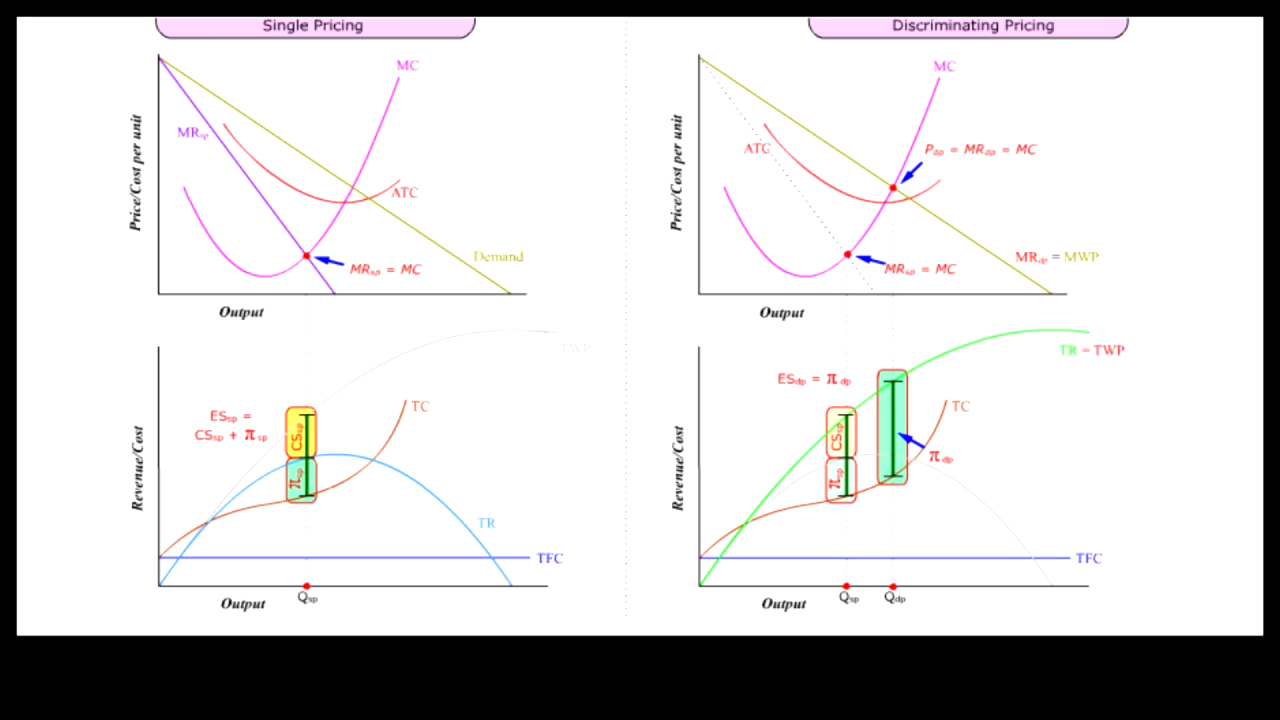 Single Pricing
MC
MRsp
ATC
Demand
MRsp = MC
Price/Cost per unit
Output
TWP
ESsp =
CSsp + πsp
CSsp
πsp
TC
TR
TFC
Revenue/Cost
Output
Qsp
Discriminating Pricing
MC
ATC
Pdp = MRdp = MC
MRdp = MWP
MRsp = MC
Price/Cost per unit
Output
TR = TWP
ESdp = πdp
CSsp
πsp
TC
πdp
TFC
Revenue/Cost
Output
Qsp
Qdp